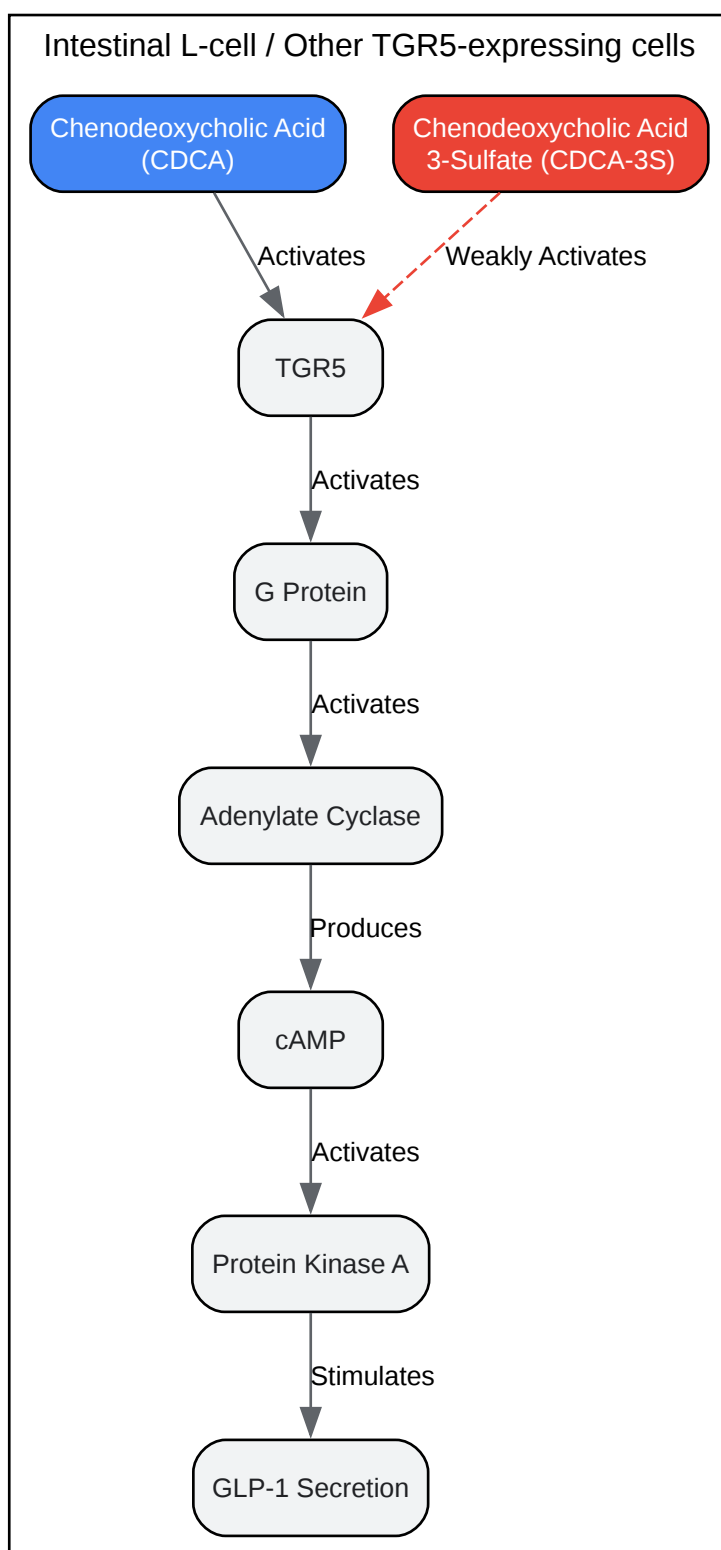 Intestinal L-cell / Other TGR5-expressing cells
Chenodeoxycholic Acid
(CDCA)
Chenodeoxycholic Acid
3-Sulfate (CDCA-3S)
Activates
Weakly Activates
TGR5
Activates
G Protein
Activates
Adenylate Cyclase
Produces
cAMP
Activates
Protein Kinase A
Stimulates
GLP-1 Secretion